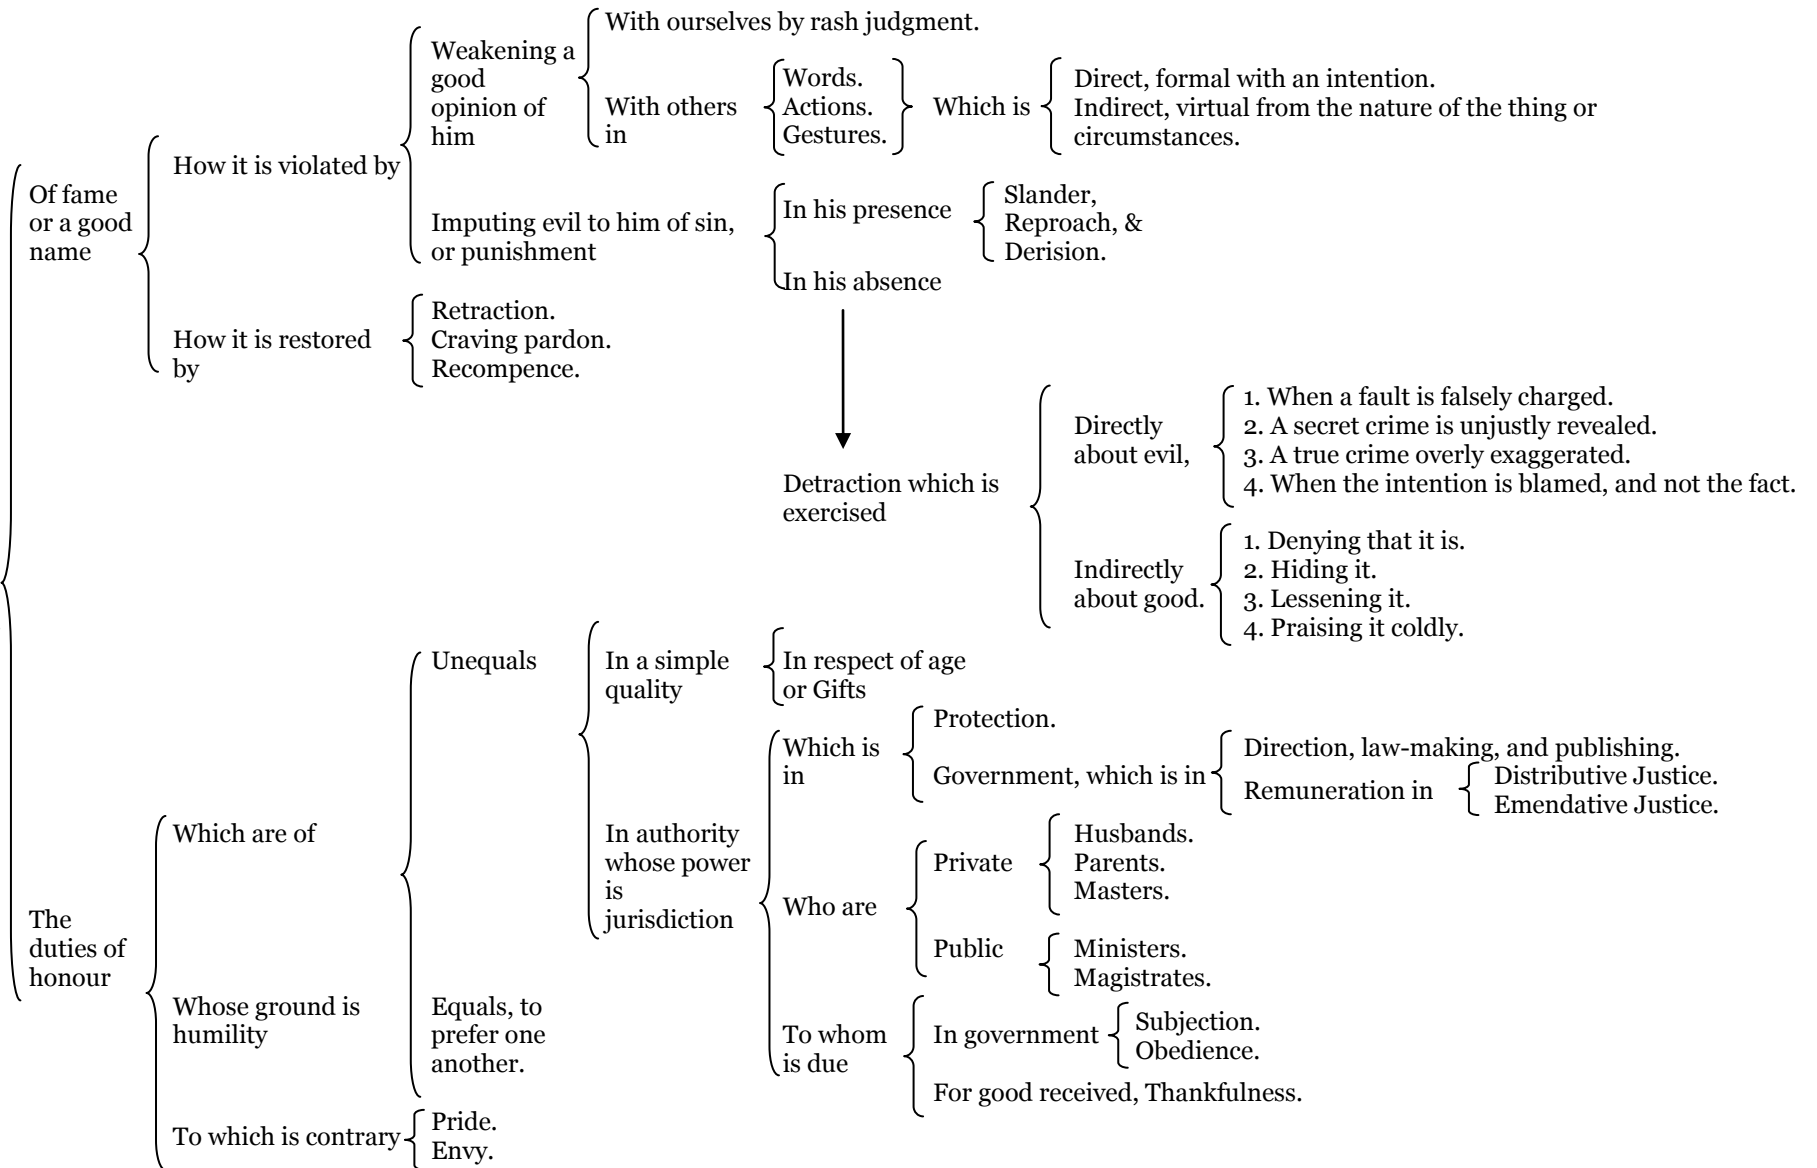 Of fame
or a good
name
How it is violated by
Weakening a
good
opinion of
him
With ourselves by rash judgment.
With others
in
Words.
Actions.
Gestures.
Which is
Direct, formal with an intention.
Indirect, virtual from the nature of the thing or
circumstances.
Imputing evil to him of sin,
or punishment
In his presence
Slander,
Reproach, &
Derision.
In his absence
Detraction which is
exercised
Directly
about evil,
1. When a fault is falsely charged.
2. A secret crime is unjustly revealed.
3. A true crime overly exaggerated.
4. When the intention is blamed, and not the fact.
Indirectly
about good.
1. Denying that it is.
2. Hiding it.
3. Lessening it.
4. Praising it coldly.
How it is restored
by
Retraction.
Craving pardon.
Recompence.
The
duties of
honour
Which are of
Unequals
In a simple
quality
In respect of age
or Gifts
In authority
whose power
is
jurisdiction
Which is
in
Protection.
Government, which is in
Direction, law-making, and publishing.
Remuneration in
Distributive Justice.
Emendative Justice.
Who are
Private
Husbands.
Parents.
Masters.
Public
Ministers.
Magistrates.
To whom
is due
In government
Subjection.
Obedience.
For good received, Thankfulness.
Equals, to
prefer one
another.
Whose ground is
humility
To which is contrary
Pride.
Envy.